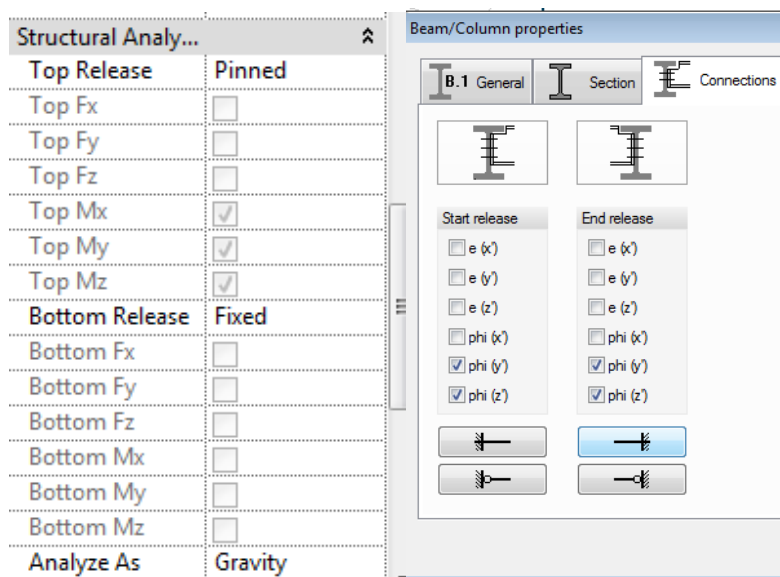 Structural Analy...
Top Release Pinned
Top Fx
Top Fy
Top Fz
Top Mx
Top My
Top Mz
Bottom Release Fixed
Bottom Fx
Bottom Fy
Bottom Fz
Bottom Mx
Bottom My
Bottom Mz
Analyze As Gravity
Beam/Column properties
B.1 General Section Connections
Start release End release
e (x') e (x')
e (y') e (y')
e (z') e (z')
phi (x') phi (x')
phi (y') phi (y')
phi (z') phi (z')